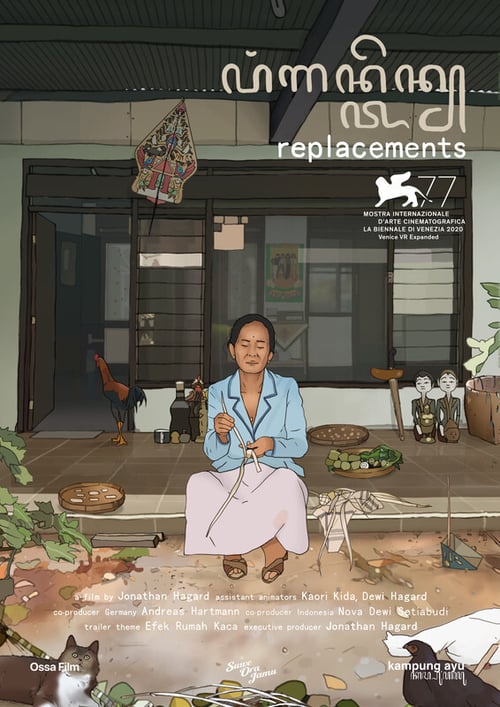 replacements
77
MOSTRA INTERNAZIONALE
D'ARTE CINEMATOGRAFICA
LA BIENNALE DI VENEZIA 2020
Venice VR Expanded
a film by Jonathan Hagard assistant animators Kaori Kida, Dewi Hagard
co-producer Germany Andreas Hartmann co-producer Indonesia Nova Dewi Setiabudi
trailer theme Efek Rumah Kaca executive producer Jonathan Hagard
Ossa Film
Suwe
Ora
Jamu
kampung ayu